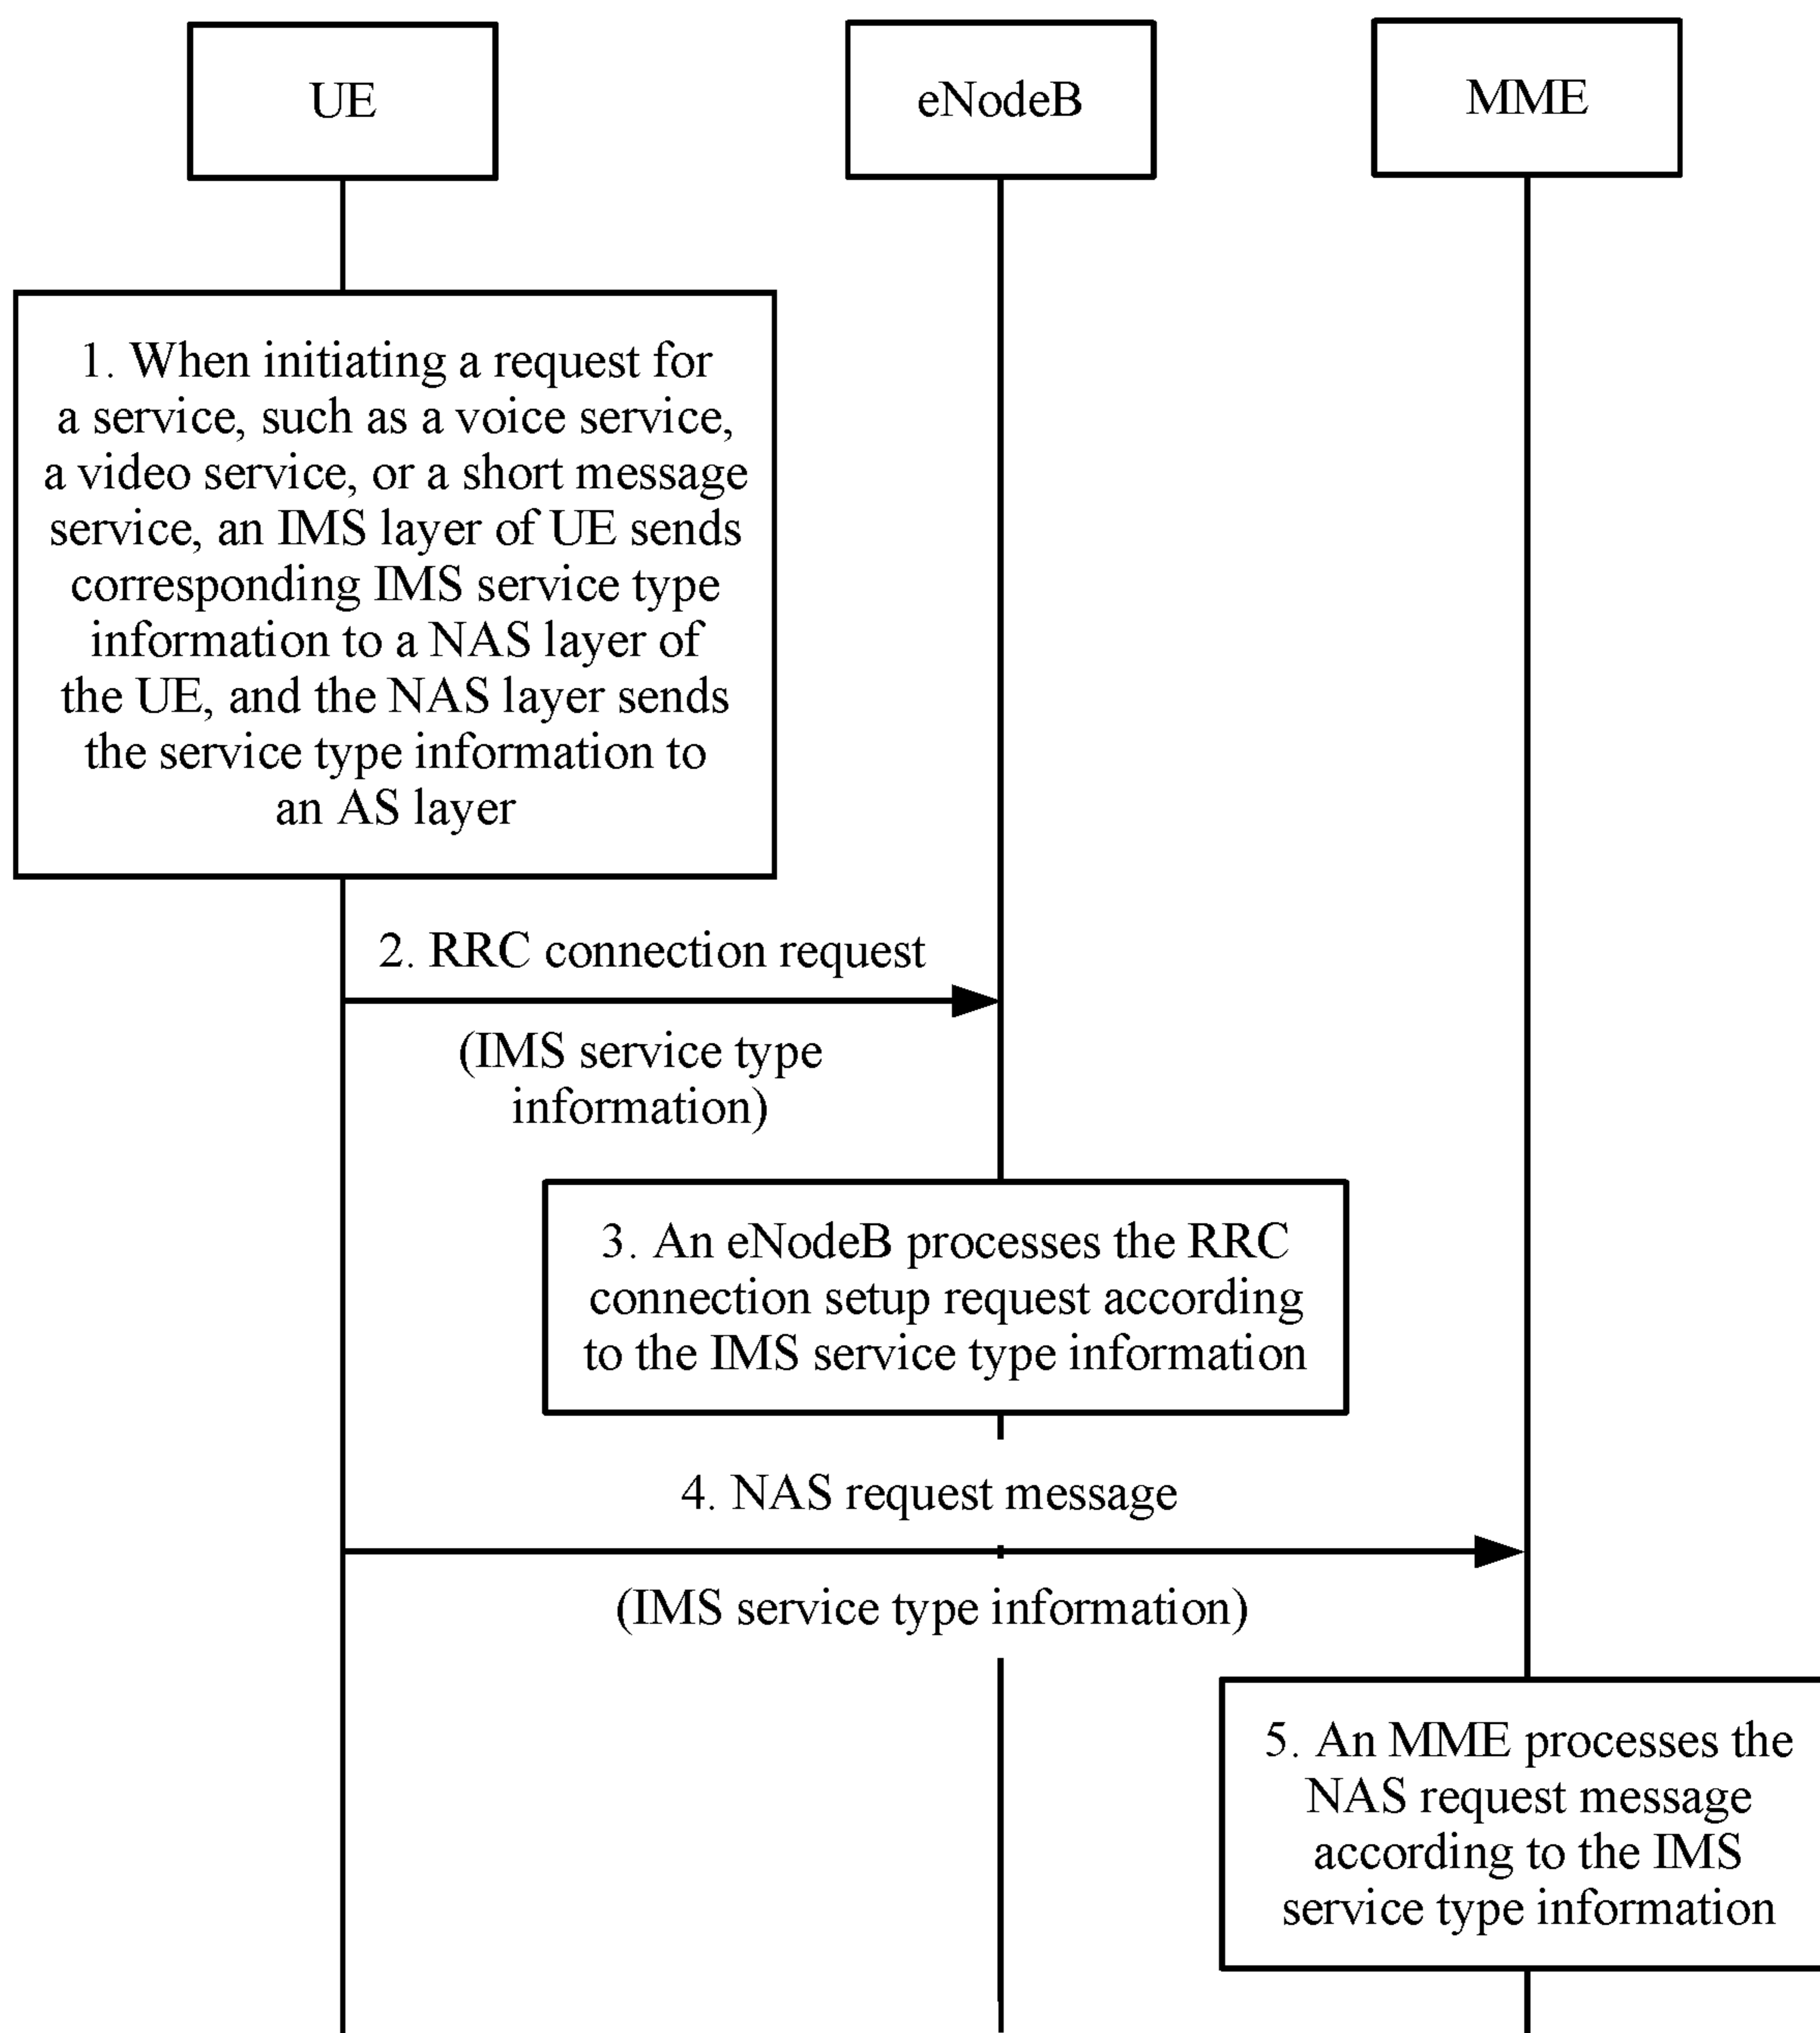 UE
eNodeB
MME
1. When initiating a request for
a service, such as a voice service,
a video service, or a short message
service, an IMS layer of UE sends
corresponding IMS service type
information to a NAS layer of
the UE, and the NAS layer sends
the service type information to
an AS layer
2. RRC connection request
(IMS service type
information)
3. An eNodeB processes the RRC
connection setup request according
to the IMS service type information
4. NAS request message
(IMS service type information)
5. An MME processes the
NAS request message
according to the IMS
service type information